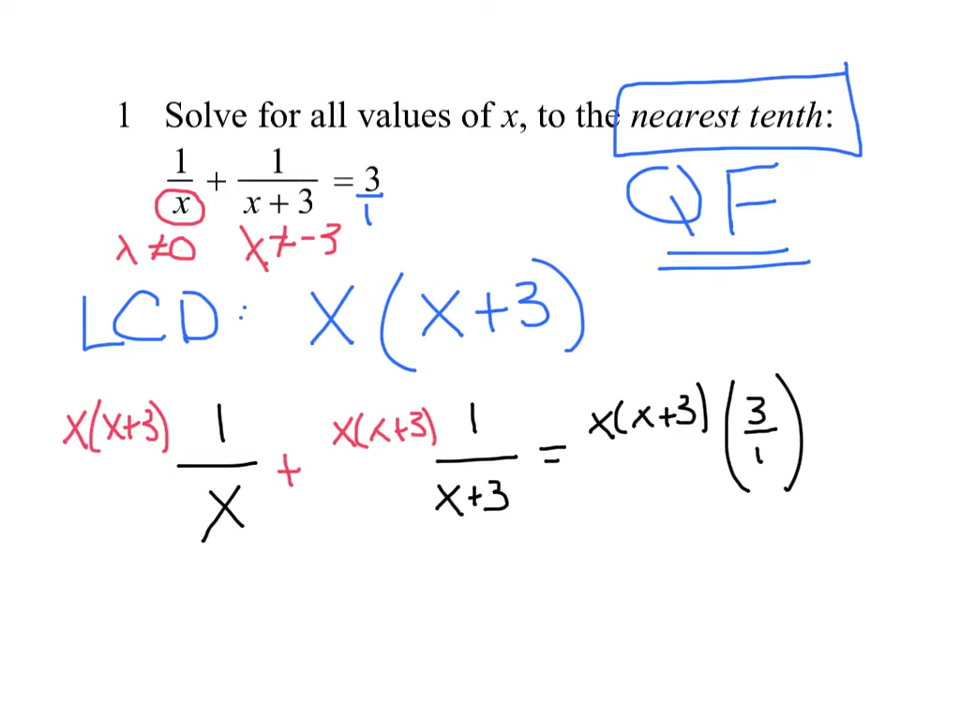 1 Solve for all values of x, to the nearest tenth:
1/x + 1/(x + 3) = 3/1
QF
x ≠ 0 x ≠ -3
LCD: x(x+3)
x(x+3) 1/x + x(x+3) 1/(x+3) = x(x+3) (3/1)